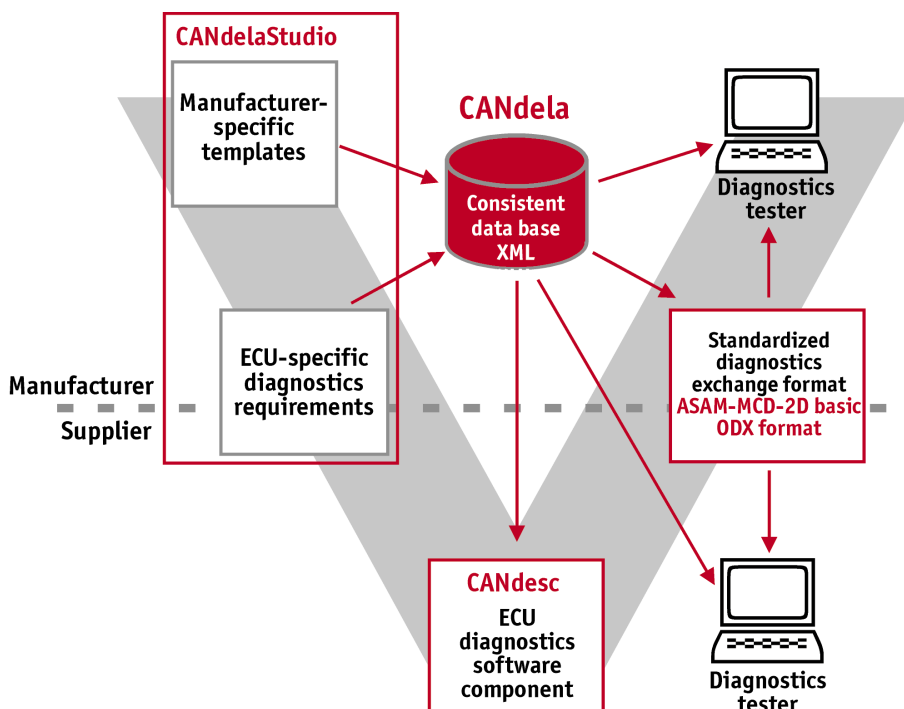 CANdelaStudio
Manufacturer-
specific
templates
CANdela
Consistent
data base
XML
Diagnostics
tester
ECU-specific
diagnostics
requirements
Manufacturer
Supplier
Standardized
diagnostics
exchange format
ASAM-MCD-2D basic
ODX format
CANdesc
ECU
diagnostics
software
component
Diagnostics
tester